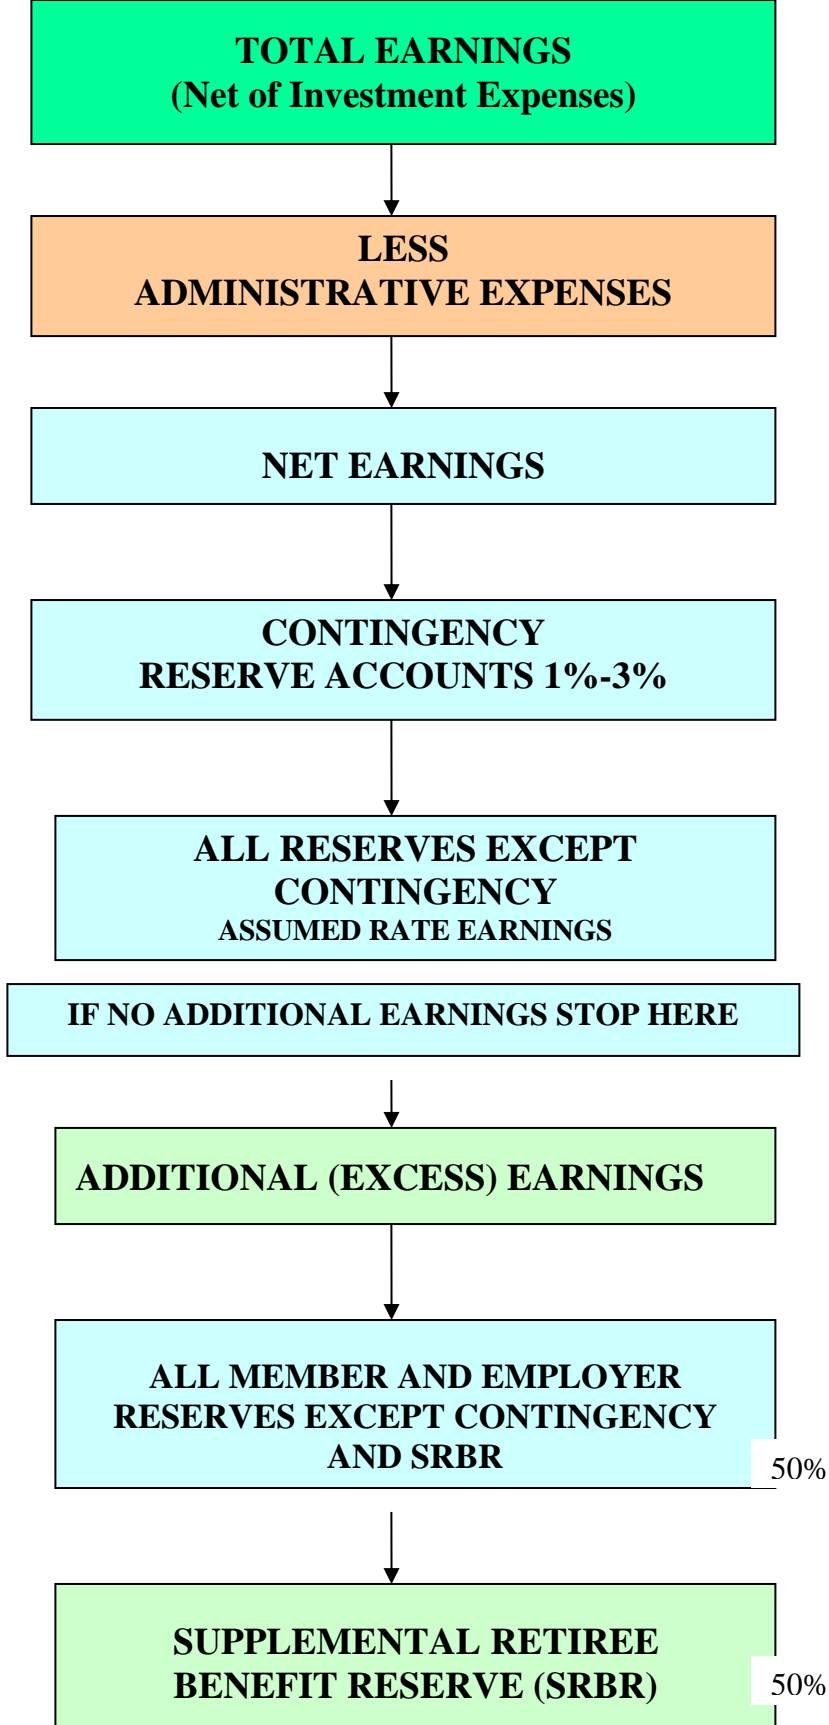 TOTAL EARNINGS
(Net of Investment Expenses)
LESS
ADMINISTRATIVE EXPENSES
NET EARNINGS
CONTINGENCY
RESERVE ACCOUNTS 1%-3%
ALL RESERVES EXCEPT
CONTINGENCY
ASSUMED RATE EARNINGS
IF NO ADDITIONAL EARNINGS STOP HERE
ADDITIONAL (EXCESS) EARNINGS
ALL MEMBER AND EMPLOYER
RESERVES EXCEPT CONTINGENCY
AND SRBR
50%
SUPPLEMENTAL RETIREE
BENEFIT RESERVE (SRBR)
50%